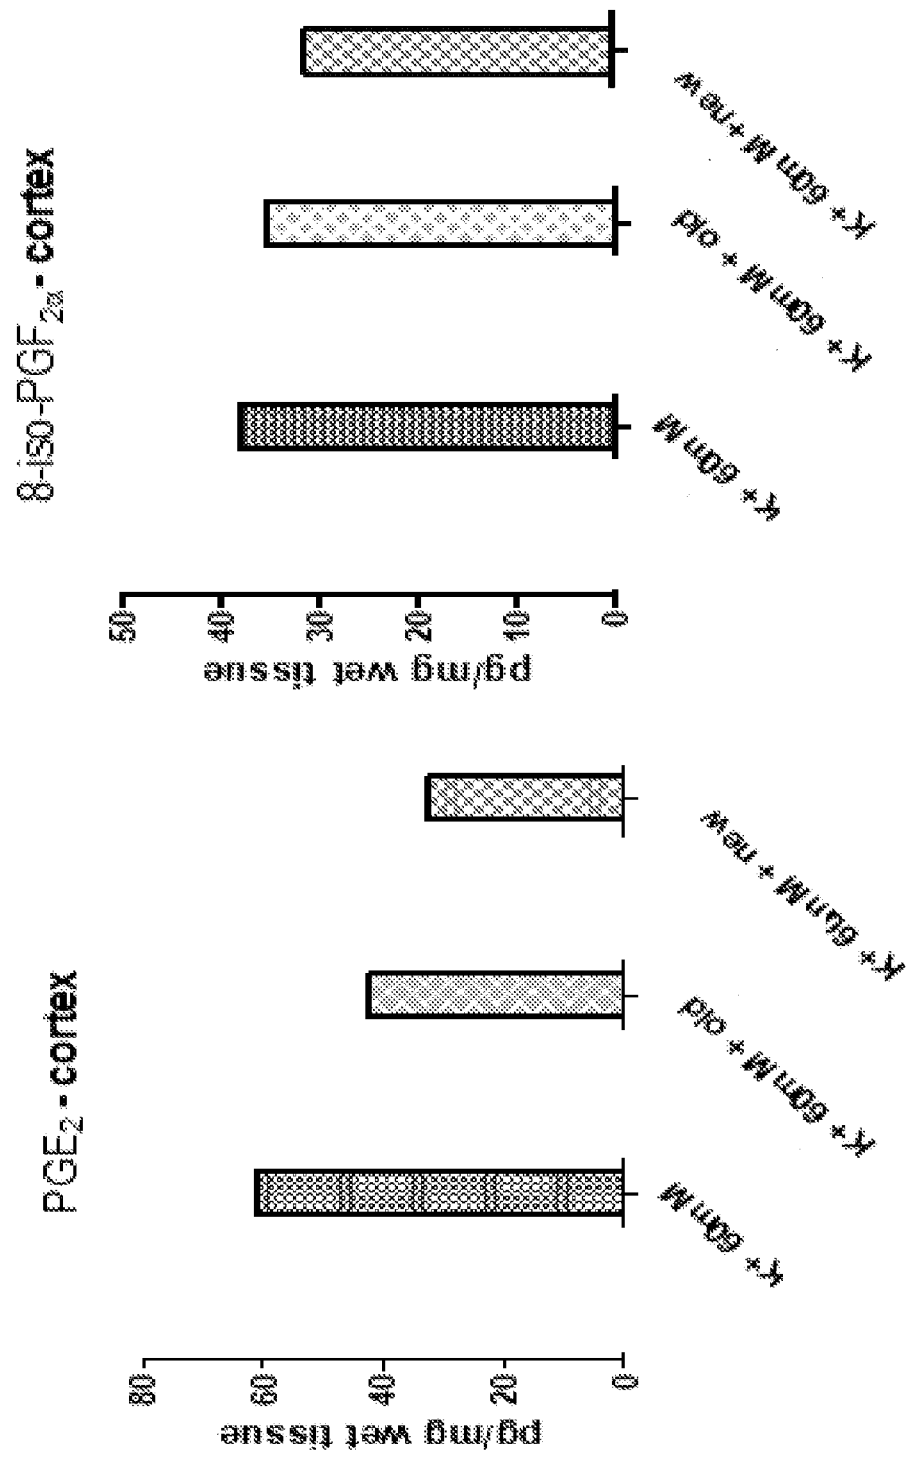 PGE2 - cortex
80
60
40
20
0
pg/mg wet tissue
K+ 60mM
K+ 60mM + old
K+ 60mM + new
8-iso-PGF2α - cortex
50
40
30
20
10
0
pg/mg wet tissue
K+ 60mM
K+ 60mM + old
K+ 60mM+new